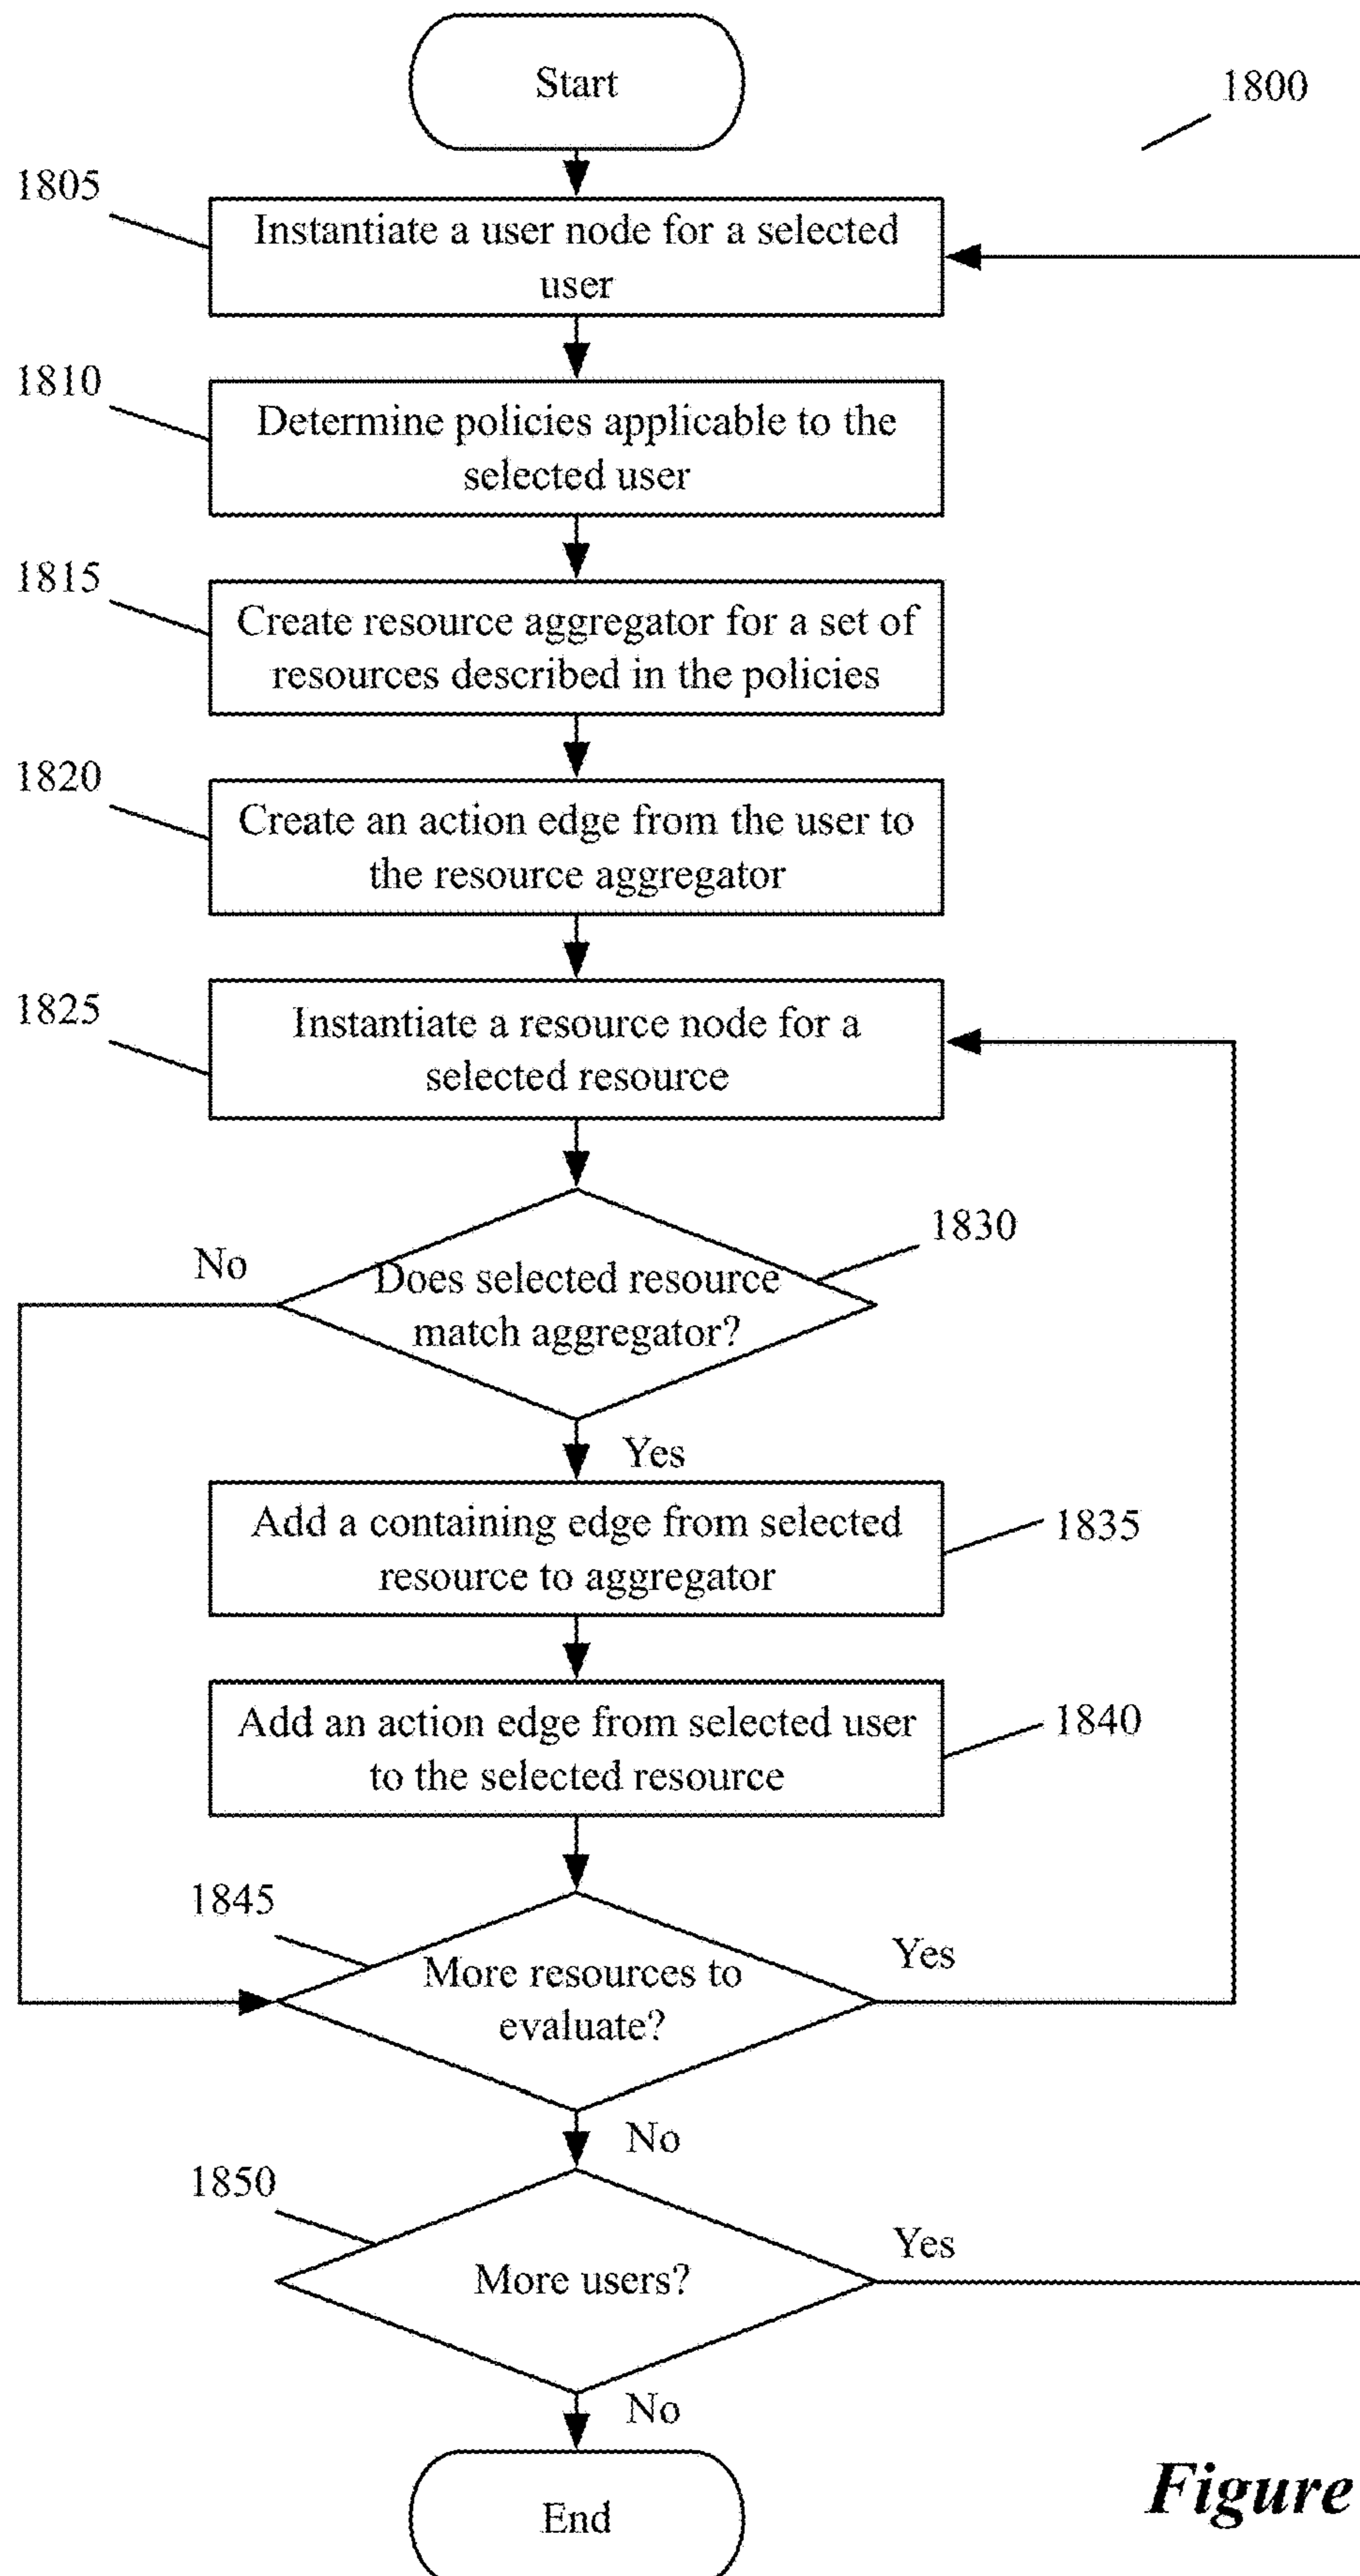 Start
1800
1805
Instantiate a user node for a selected
user
1810
Determine policies applicable to the
selected user
1815
Create resource aggregator for a set of
resources described in the policies
1820
Create an action edge from the user to
the resource aggregator
1825
Instantiate a resource node for a
selected resource
1830
No
Does selected resource
match aggregator?
Yes
Add a containing edge from selected
resource to aggregator
1835
Add an action edge from selected user
to the selected resource
1840
1845
More resources to
evaluate?
Yes
No
1850
More users?
Yes
No
End
Figure